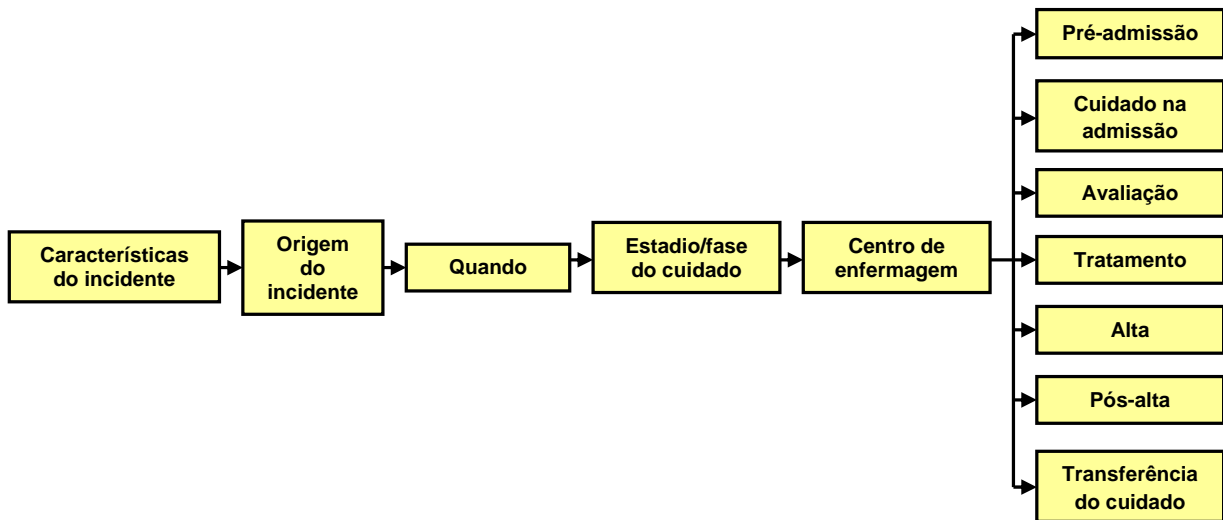 Características
do incidente
Origem
do
incidente
Quando
Estadio/fase
do cuidado
Centro de
enfermagem
Pré-admissão
Cuidado na
admissão
Avaliação
Tratamento
Alta
Pós-alta
Transferência
do cuidado